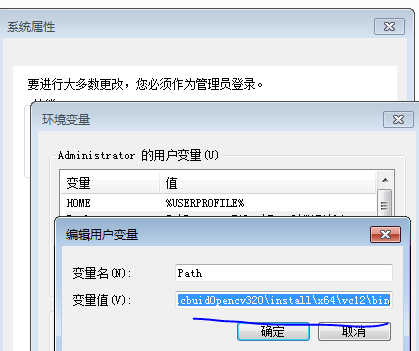 系统属性
要进行大多数更改，您必须作为管理员登录。
环境变量
Administrator 的用户变量(U)
变量 值
HOME %USERPROFILE%
编辑用户变量
变量名(N): Path
变量值(V): cbuidOpencv320\install\x64\vc12\bin
确定 取消